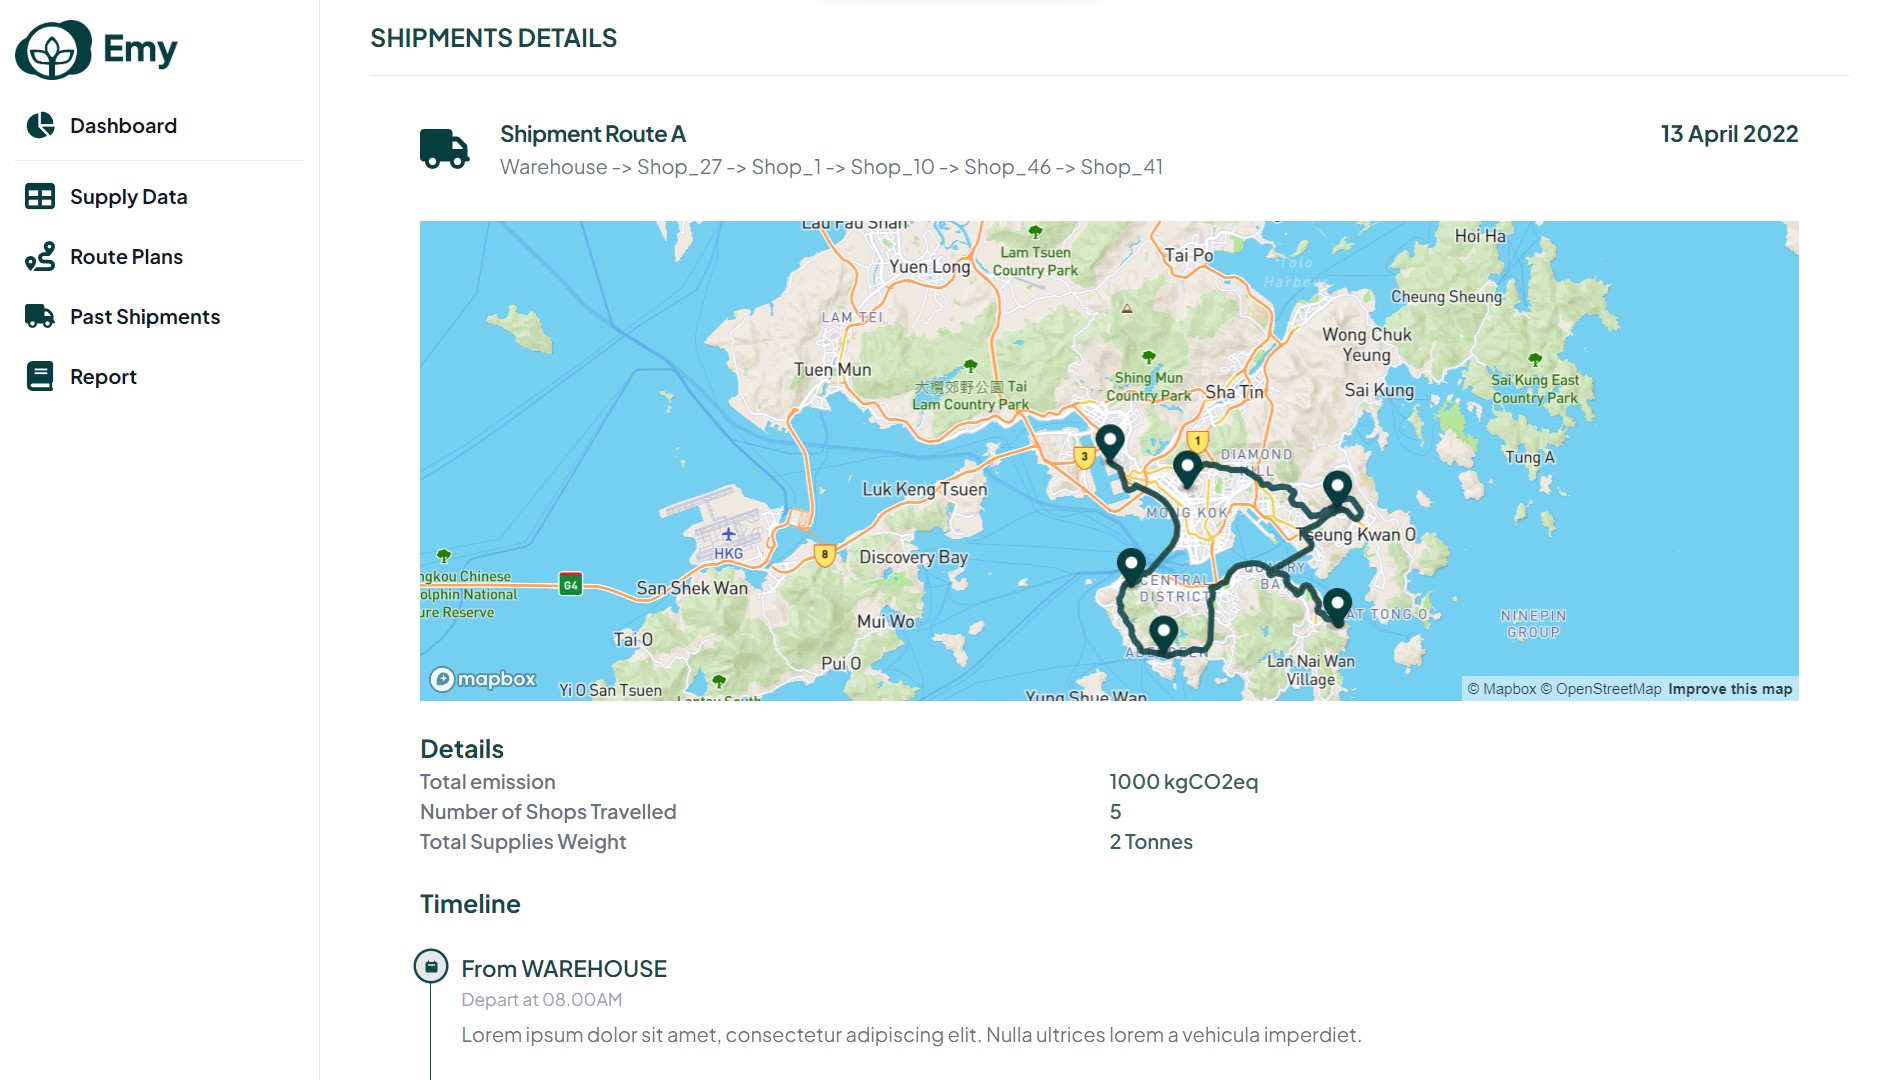 Emy
Dashboard
Supply Data
Route Plans
Past Shipments
Report
SHIPMENTS DETAILS
Shipment Route A
13 April 2022
Warehouse -> Shop_27 -> Shop_1 -> Shop_10 -> Shop_46 -> Shop_41
Lau Fau Shan
Yuen Long
Lam Tsuen
Country Park
Tai Po
Tolo
Harbour
Hoi Ha
Cheung Sheung
LAM TEI
Tuen Mun
大欖郊野公園 Tai
Lam Country Park
Shing Mun
Country Park
Sha Tin
Wong Chuk
Yeung
Sai Kung
Sai Kung East
Country Park
Tung A
3
1
DIAMOND
HILL
Luk Keng Tsuen
MONG KOK
Tseung Kwan O
HKG
8
Discovery Bay
ngkou Chinese
olphin National
ure Reserve
G4
San Shek Wan
CENTRAL
DISTRICT
QUARRY
BAY
AT TONG O
NINEPIN
GROUP
Mui Wo
Tai O
Pui O
ABERDEEN
Lan Nai Wan
Village
mapbox
Yi O San Tsuen
Lantau South
Yung Shue Wan
© Mapbox © OpenStreetMap Improve this map
Details
Total emission 1000 kgCO2eq
Number of Shops Travelled 5
Total Supplies Weight 2 Tonnes
Timeline
From WAREHOUSE
Depart at 08.00AM
Lorem ipsum dolor sit amet, consectetur adipiscing elit. Nulla ultrices lorem a vehicula imperdiet.